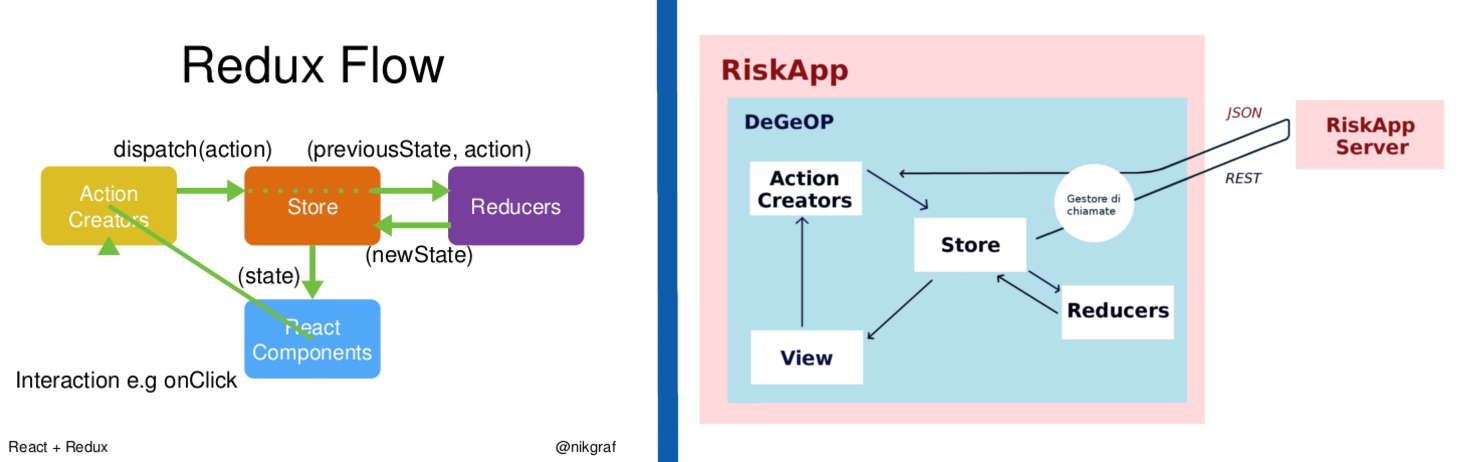 Redux Flow
dispatch(action)
(previousState, action)
Action
Creators
Store
Reducers
(newState)
(state)
React
Components
Interaction e.g onClick
React + Redux
@nikgraf
RiskApp
DeGeOP
Action
Creators
Store
Gestore di
chiamate
Reducers
View
JSON
REST
RiskApp
Server